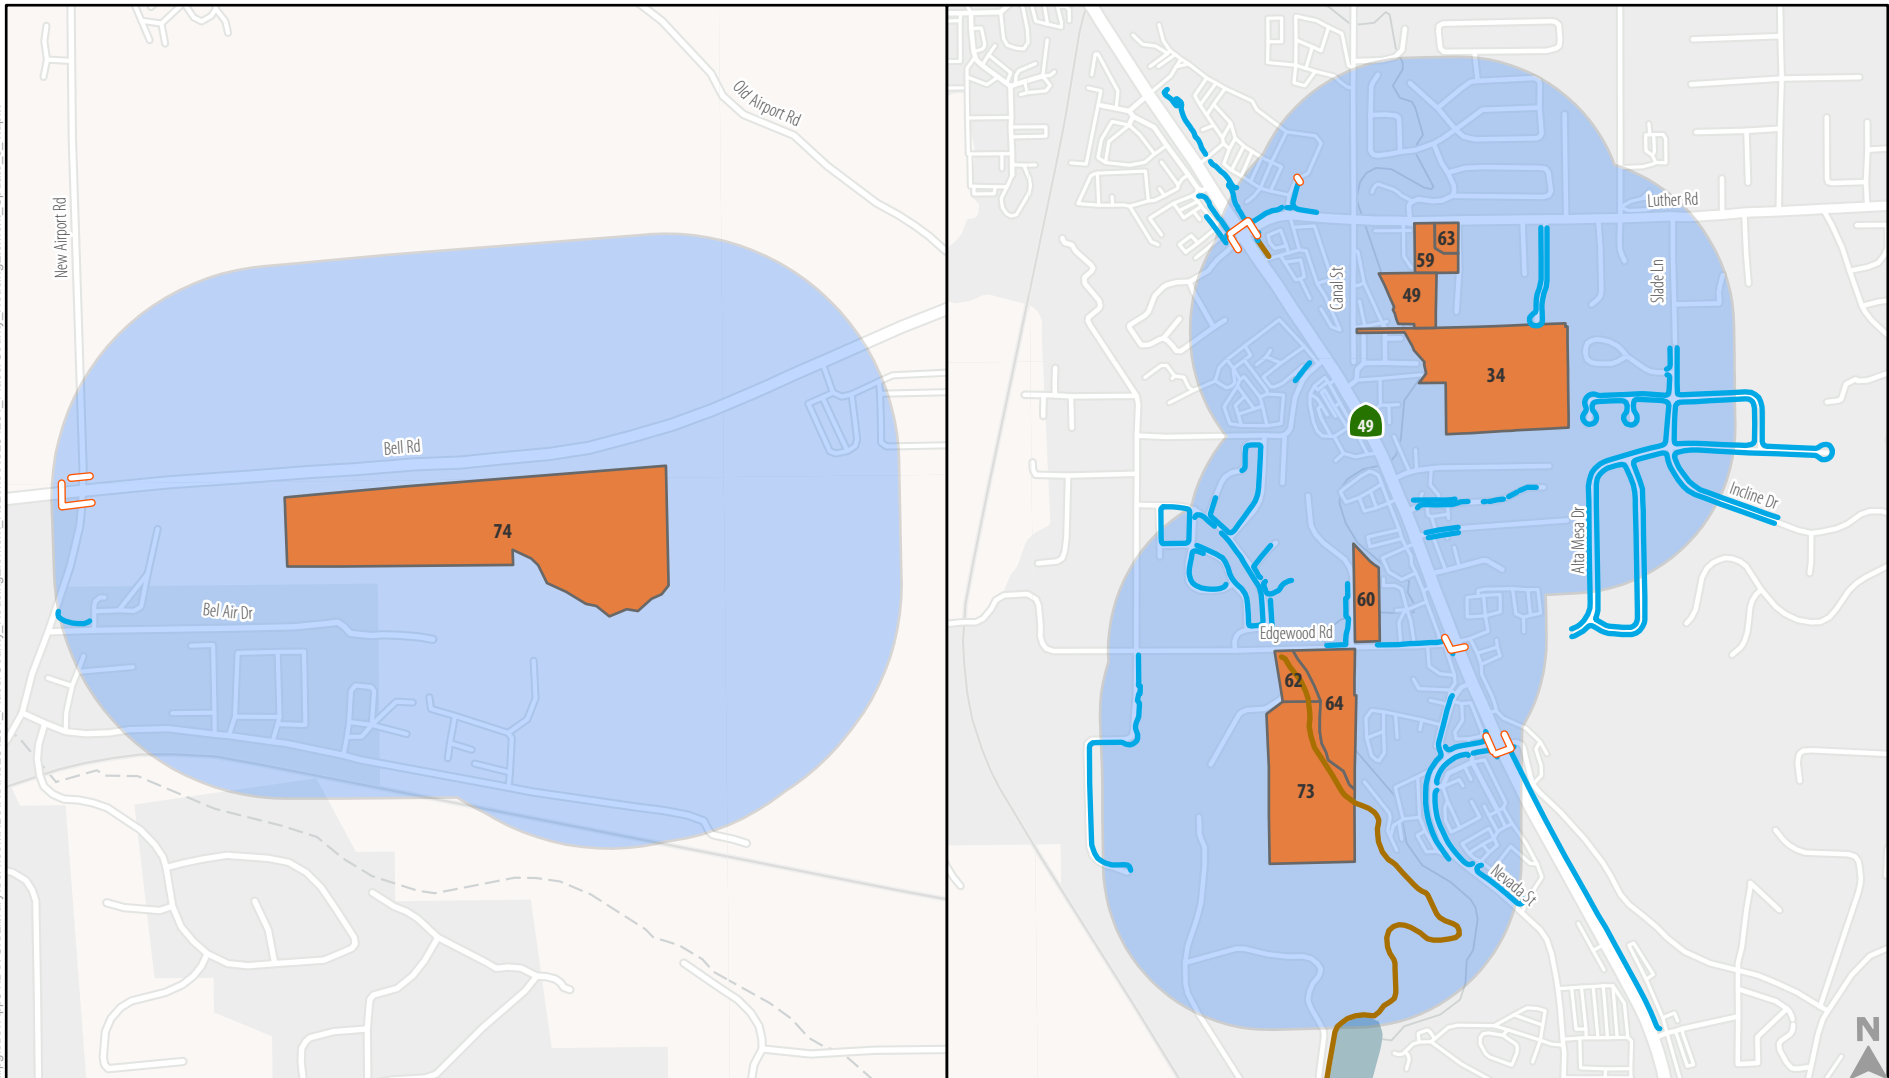 Old Airport Rd
New Airport Rd
Bell Rd
74
Bel Air Dr
Luther Rd
63
59
Canal St
Slade Ln
49
34
49
Incline Dr
Alta Mesa Dr
60
Edgewood Rd
62
64
73
Nevada St
N